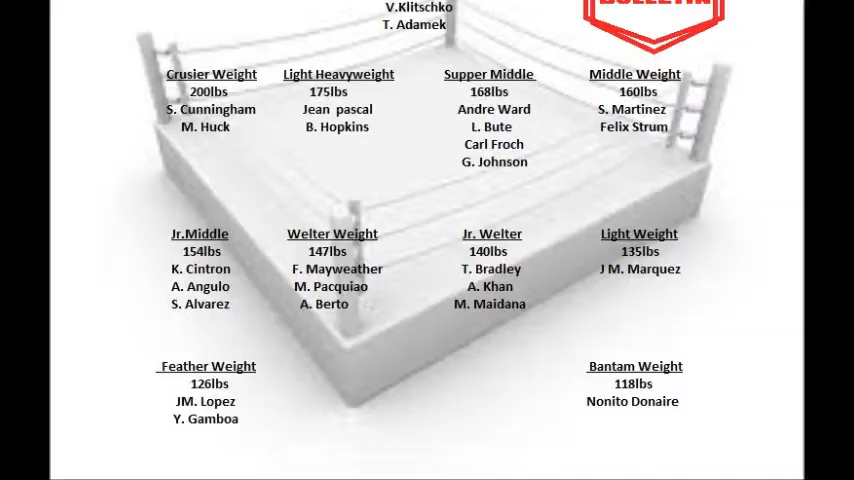 V.Klitschko
T. Adamek
BULLETIN
Crusier Weight
200lbs
S. Cunningham
M. Huck
Light Heavyweight
175lbs
Jean pascal
B. Hopkins
Supper Middle
168lbs
Andre Ward
L. Bute
Carl Froch
G. Johnson
Middle Weight
160lbs
S. Martinez
Felix Strum
Jr.Middle
154lbs
K. Cintron
A. Angulo
S. Alvarez
Welter Weight
147lbs
F. Mayweather
M. Pacquiao
A. Berto
Jr. Welter
140lbs
T. Bradley
A. Khan
M. Maidana
Light Weight
135lbs
J M. Marquez
Feather Weight
126lbs
JM. Lopez
Y. Gamboa
Bantam Weight
118lbs
Nonito Donaire